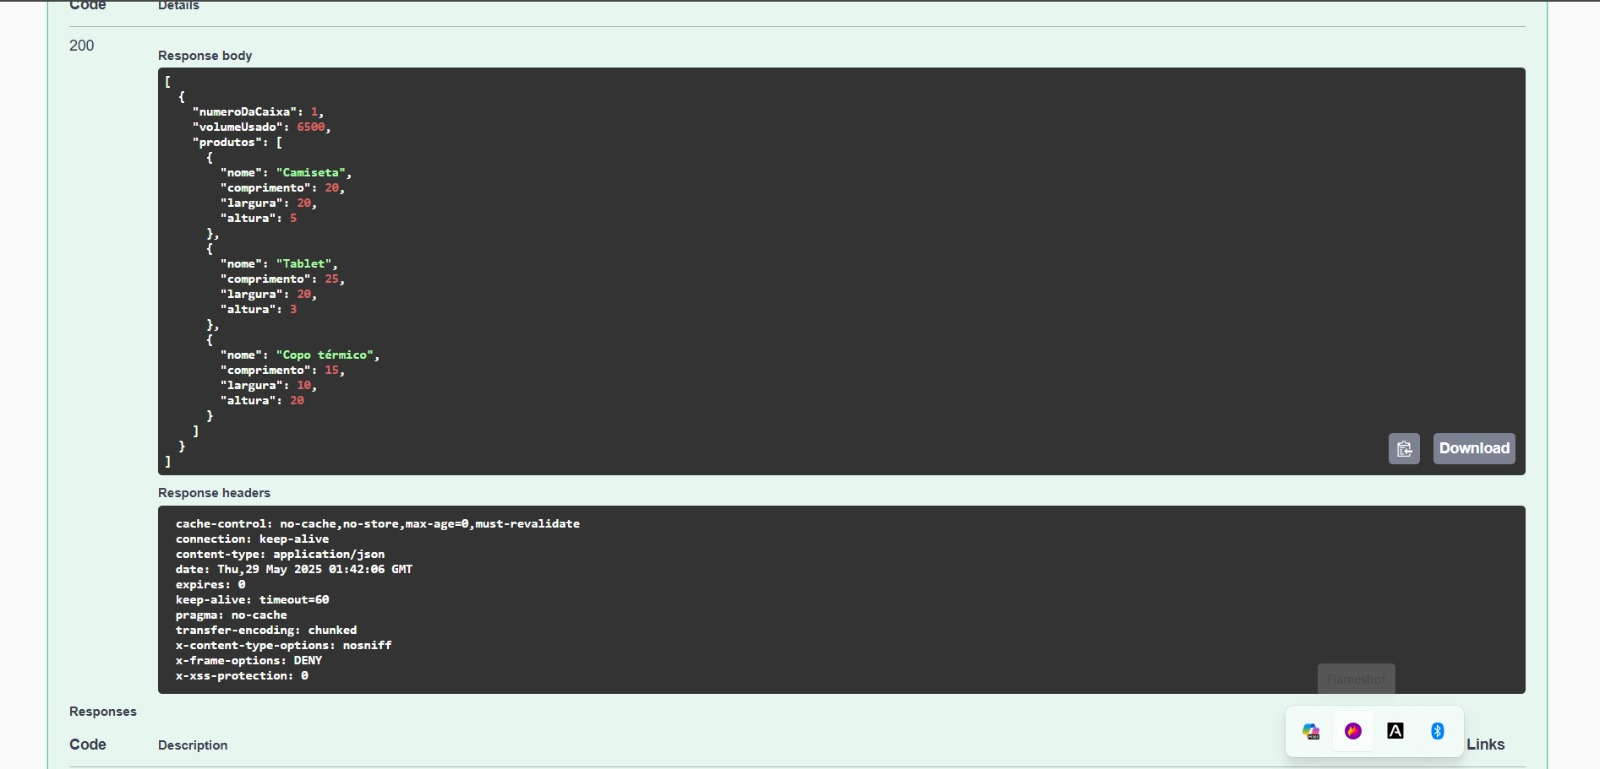 Code Details
200
Response body
[
{
"numeroDaCaixa": 1,
"volumeUsado": 6500,
"produtos": [
{
"nome": "Camiseta",
"comprimento": 20,
"largura": 20,
"altura": 5
},
{
"nome": "Tablet",
"comprimento": 25,
"largura": 20,
"altura": 3
},
{
"nome": "Copo térmico",
"comprimento": 15,
"largura": 10,
"altura": 20
}
]
}
]
Download
Response headers
cache-control: no-cache,no-store,max-age=0,must-revalidate
connection: keep-alive
content-type: application/json
date: Thu,29 May 2025 01:42:06 GMT
expires: 0
keep-alive: timeout=60
pragma: no-cache
transfer-encoding: chunked
x-content-type-options: nosniff
x-frame-options: DENY
x-xss-protection: 0
Flameshot
Responses
Code Description Links